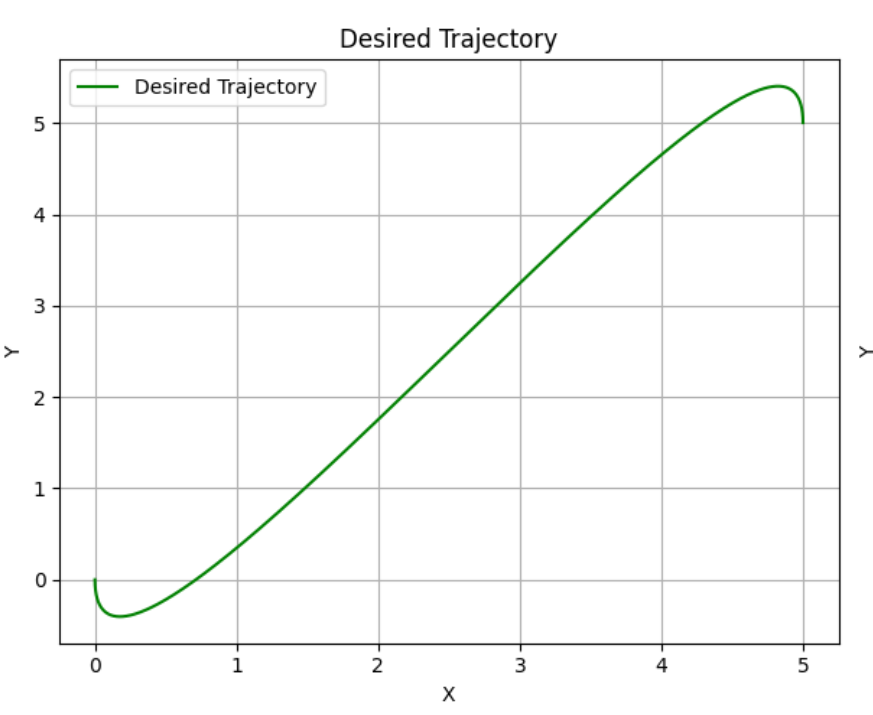 Desired Trajectory
Desired Trajectory
5
4
3
2
1
0
Y
Y
0 1 2 3 4 5
X